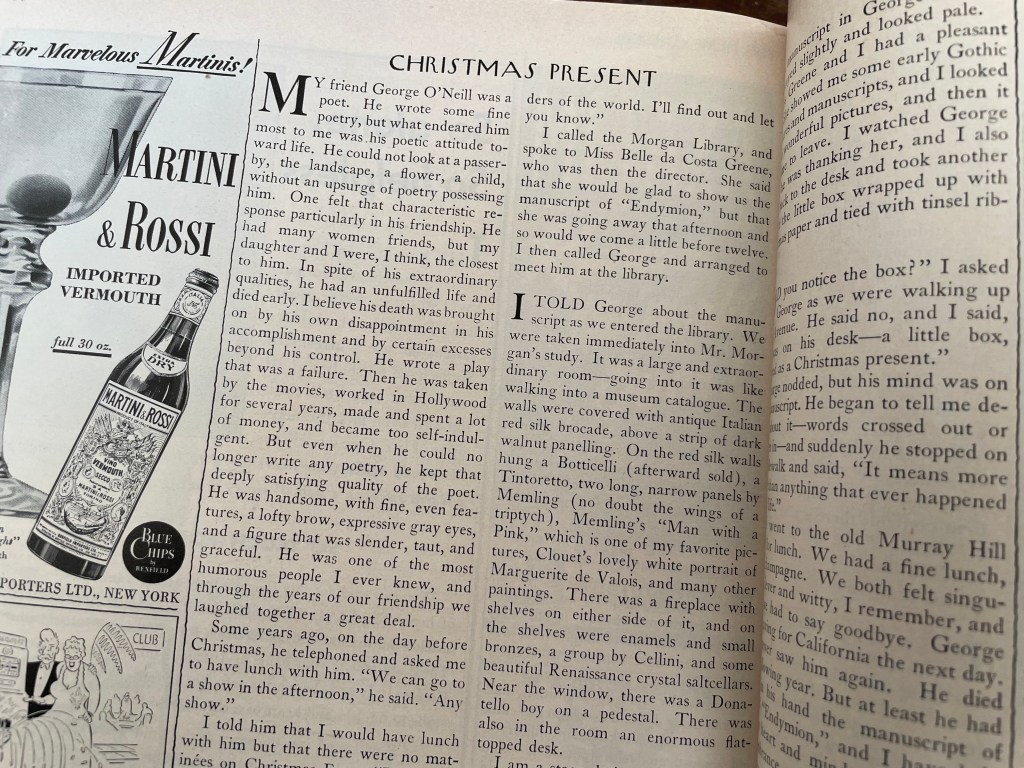 For Marvelous Martinis!
MARTINI
& ROSSI
IMPORTED
VERMOUTH
full 30 oz.
EXTRA
DRY
MARTINI & ROSSI
VERMOUTH
SECCO
MARTINI & ROSSI
BLUE
CHIPS
by
RENFIELD
PORTERS LTD., NEW YORK
CLUB
CHRISTMAS PRESENT
MY friend George O'Neill was a
poet. He wrote some fine
poetry, but what endeared him
most to me was his poetic attitude to-
ward life. He could not look at a passer-
by, the landscape, a flower, a child,
without an upsurge of poetry possessing
him. One felt that characteristic re-
sponse particularly in his friendship. He
had many women friends, but my
daughter and I were, I think, the closest
to him. In spite of his extraordinary
qualities, he had an unfulfilled life and
died early. I believe his death was brought
on by his own disappointment in his
accomplishment and by certain excesses
beyond his control. He wrote a play
that was a failure. Then he was taken
by the movies, worked in Hollywood
for several years, made and spent a lot
of money, and became too self-indul-
gent. But even when he could no
longer write any poetry, he kept that
deeply satisfying quality of the poet.
He was handsome, with fine, even fea-
tures, a lofty brow, expressive gray eyes,
and a figure that was slender, taut, and
graceful. He was one of the most
humorous people I ever knew, and
through the years of our friendship we
laughed together a great deal.
Some years ago, on the day before
Christmas, he telephoned and asked me
to have lunch with him. "We can go to
a show in the afternoon," he said. "Any
show."
I told him that I would have lunch
with him but that there were no mat-
inées on Christmas
ders of the world. I'll find out and let
you know."
I called the Morgan Library, and
spoke to Miss Belle da Costa Greene,
who was then the director. She said
that she would be glad to show us the
manuscript of "Endymion," but that
she was going away that afternoon and
so would we come a little before twelve.
I then called George and arranged to
meet him at the library.
I TOLD George about the manu-
script as we entered the library. We
were taken immediately into Mr. Mor-
gan's study. It was a large and extraor-
dinary room—going into it was like
walking into a museum catalogue. The
walls were covered with antique Italian
red silk brocade, above a strip of dark
walnut panelling. On the red silk walls
hung a Botticelli (afterward sold), a
Tintoretto, two long, narrow panels by
Memling (no doubt the wings of a
triptych), Memling's "Man with a
Pink," which is one of my favorite pic-
tures, Clouet's lovely white portrait of
Marguerite de Valois, and many other
paintings. There was a fireplace with
shelves on either side of it, and on
the shelves were enamels and small
bronzes, a group by Cellini, and some
beautiful Renaissance crystal saltcellars.
Near the window, there was a Dona-
tello boy on a pedestal. There was
also in the room an enormous flat-
topped desk.
I am a
manuscript in George
slightly and looked pale.
Greene and I had a pleasant
showed me some early Gothic
and manuscripts, and I looked
wonderful pictures, and then it
to leave. I watched George
was thanking her, and I also
to the desk and took another
the little box wrapped up with
paper and tied with tinsel rib-
you notice the box?" I asked
George as we were walking up
He said no, and I said,
on his desk—a little box,
as a Christmas present."
nodded, but his mind was on
He began to tell me de-
it—words crossed out or
and suddenly he stopped on
and said, "It means more
than anything that ever happened
went to the old Murray Hill
lunch. We had a fine lunch,
We both felt singu-
and witty, I remember, and
had to say goodbye. George
for California the next day.
saw him again. He died
year. But at least he had
his hand the manuscript of
"Endymion," and I
and